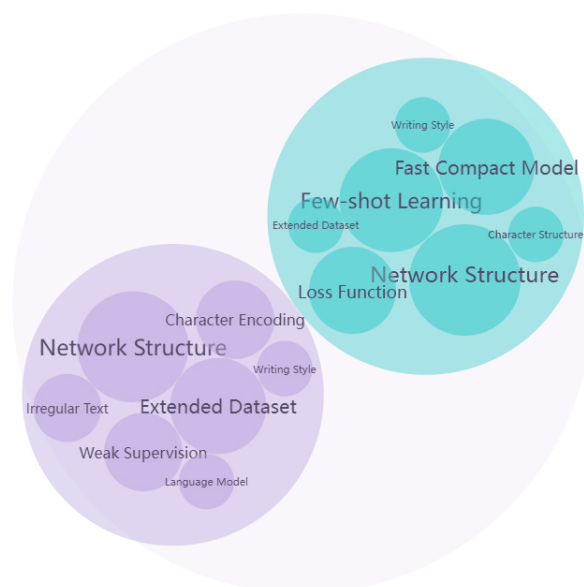 Writing Style
Fast Compact Model
Few-shot Learning
Extended Dataset
Character Structure
Network Structure
Loss Function
Character Encoding
Network Structure
Writing Style
Irregular Text
Extended Dataset
Weak Supervision
Language Model